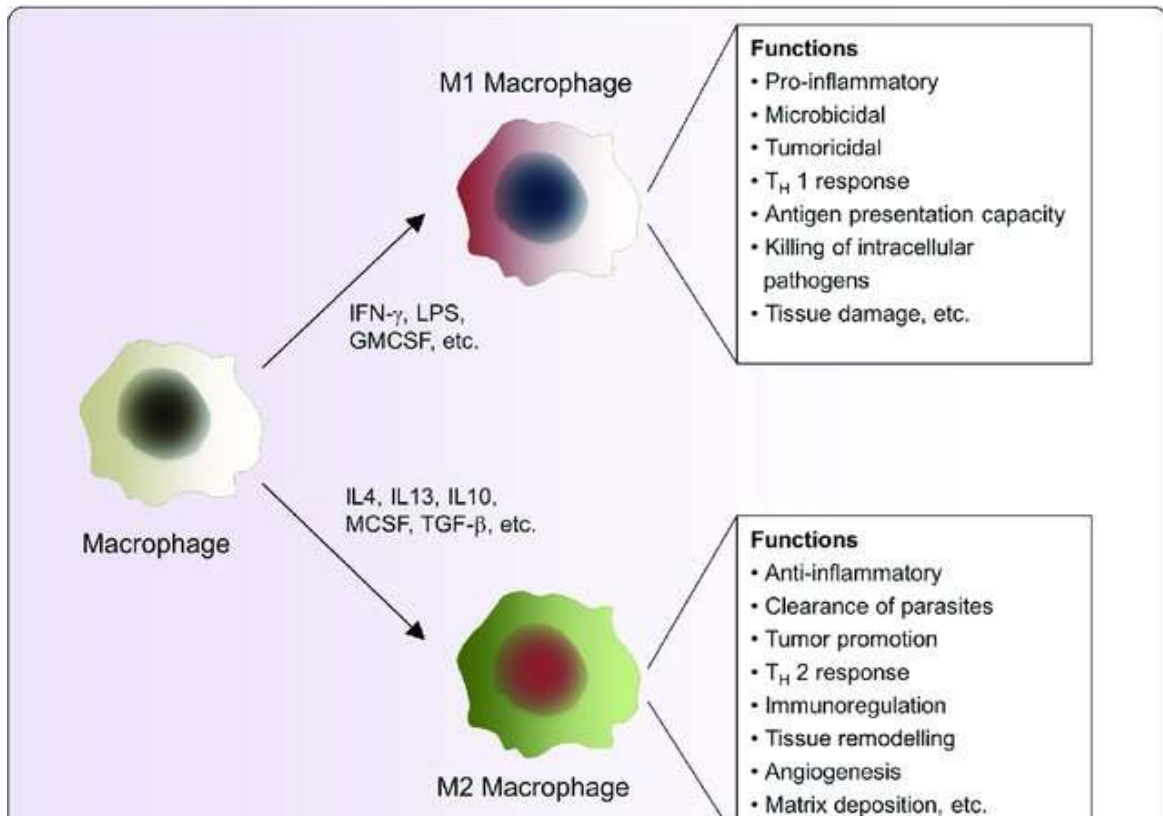 M1 Macrophage
Functions
• Pro-inflammatory
• Microbicidal
• Tumoricidal
• TH 1 response
• Antigen presentation capacity
• Killing of intracellular
pathogens
• Tissue damage, etc.
IFN-γ, LPS,
GMCSF, etc.
Macrophage
IL4, IL13, IL10,
MCSF, TGF-β, etc.
M2 Macrophage
Functions
• Anti-inflammatory
• Clearance of parasites
• Tumor promotion
• TH 2 response
• Immunoregulation
• Tissue remodelling
• Angiogenesis
• Matrix deposition, etc.